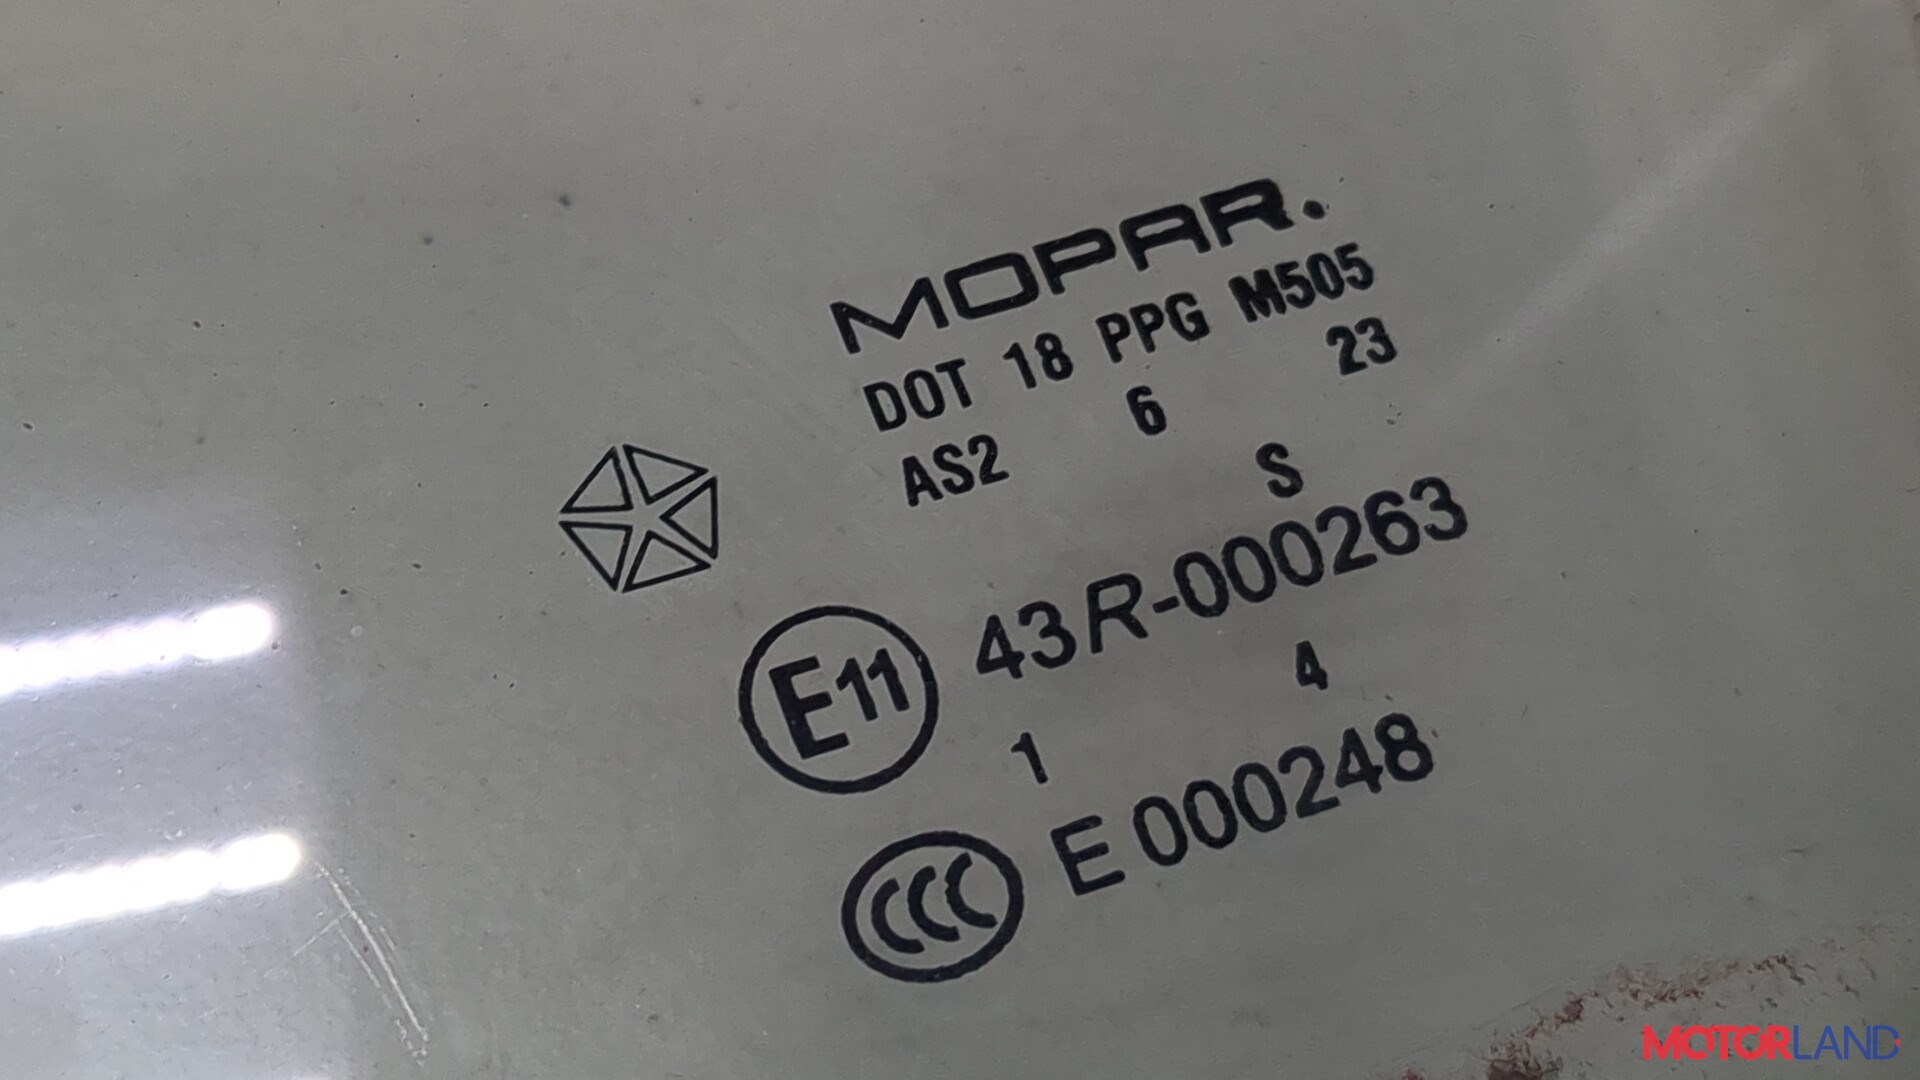 MOPAR.
DOT 18 PPG M505
AS2 6 23
S
E11 43R-000263
1 4
CCC E 000248
MOTORLAND